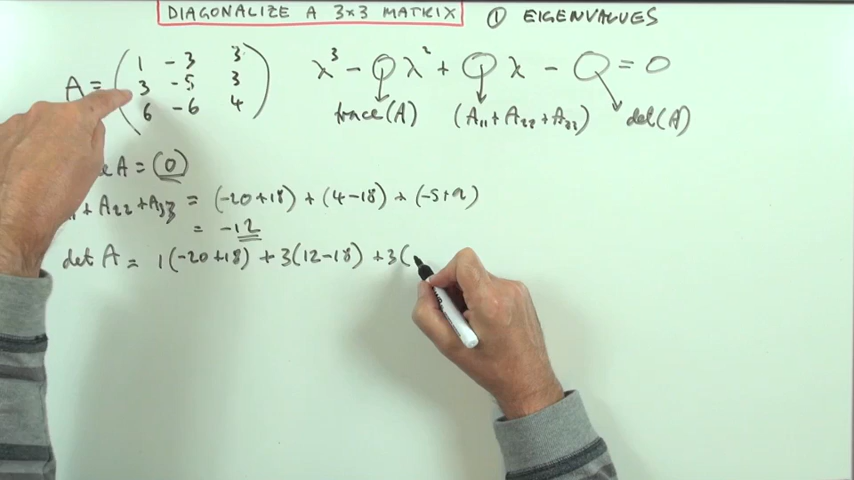 DIAGONALIZE A 3x3 MATRIX ① EIGENVALUES
A = ( 1 -3 3
3 -5 3
6 -6 4 )
λ³ - O λ² + O λ - O = 0
trace(A) (A₁₁ + A₂₂ + A₃₃) det(A)
A = (0)
+ A₂₂ + A₃₃ = (-20+18) + (4-18) + (-5+9)
= -12
det A = 1(-20+18) + 3(12-18) + 3(